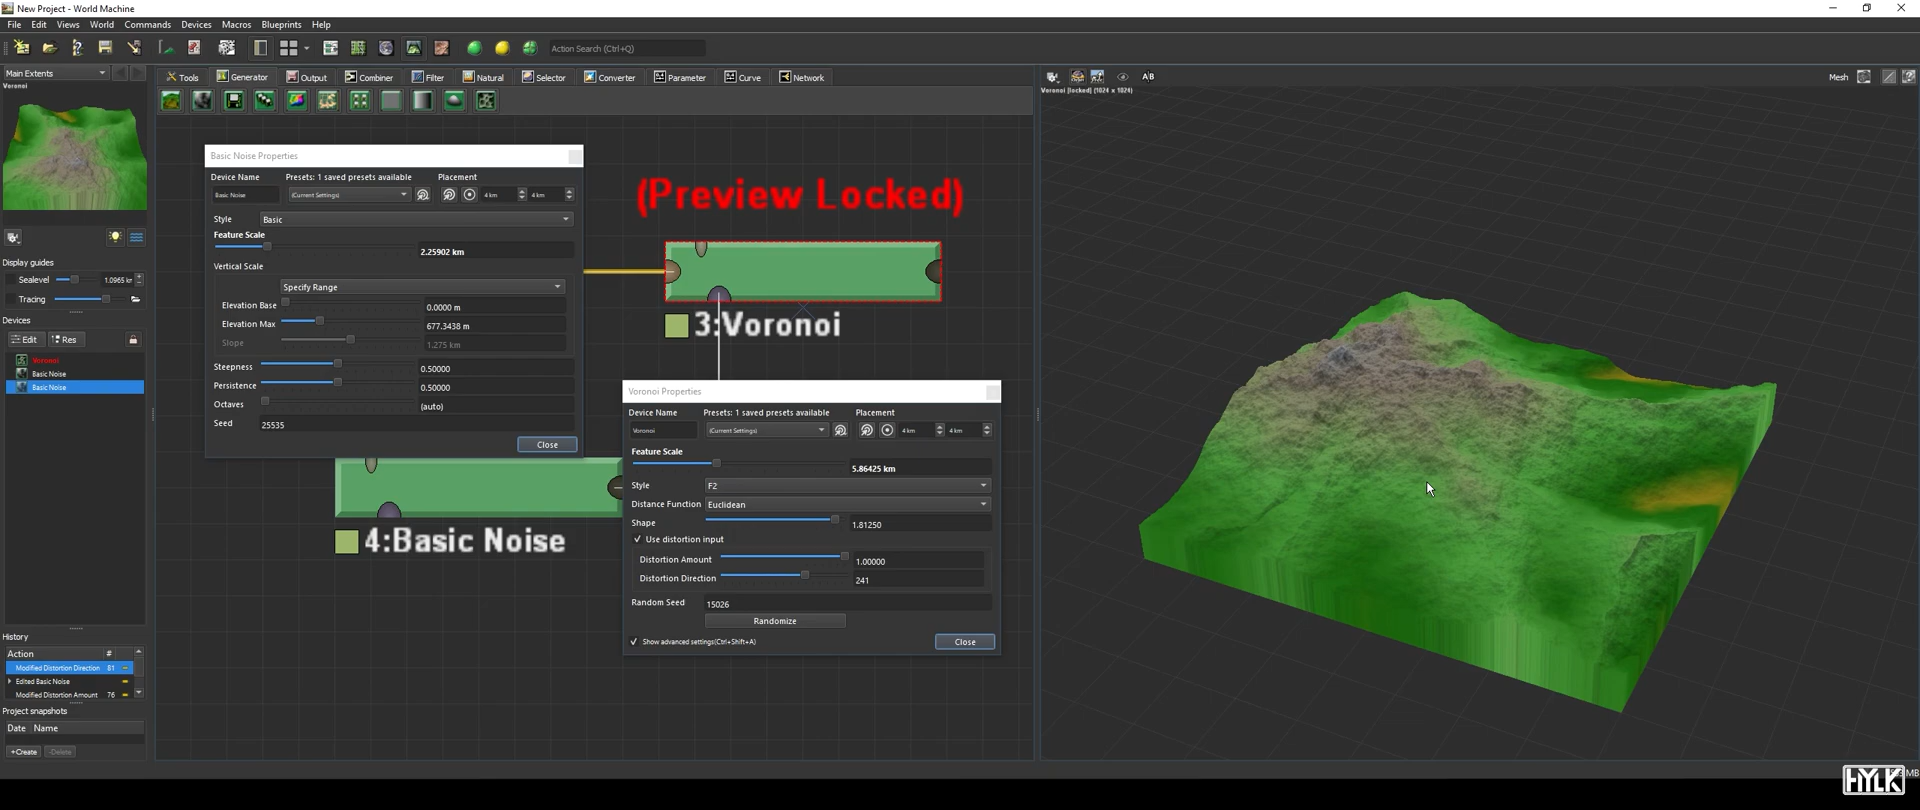 New Project - World Machine
File Edit Views World Commands Devices Macros Blueprints Help
Action Search (Ctrl+Q)
Main Extents
Voronoi
Tools Generator Output Combiner Filter Natural Selector Converter Parameter Curve Network
A|B
Mesh
Voronoi [locked] (1024 x 1024)
Basic Noise Properties
Device Name Presets: 1 saved presets available Placement
Basic Noise (Current Settings) 4 km 4 km
Style Basic
Feature Scale
2.25902 km
Vertical Scale
Specify Range
Elevation Base 0.0000 m
Elevation Max 677.3438 m
Slope 1.275 km
Steepness 0.50000
Persistence 0.50000
Octaves (auto)
Seed 25535
Close
(Preview Locked)
3:Voronoi
4:Basic Noise
Voronoi Properties
Device Name Presets: 1 saved presets available Placement
Voronoi (Current Settings) 4 km 4 km
Feature Scale
5.86425 km
Style F2
Distance Function Euclidean
Shape 1.81250
Use distortion input
Distortion Amount 1.00000
Distortion Direction 241
Random Seed 15026
Randomize
Show advanced settings(Ctrl+Shift+A)
Close
Display guides
Sealevel 1.0965 kr
Tracing
Devices
Edit Res
Voronoi
Basic Noise
Basic Noise
History
Action #
Modified Distortion Direction 81
Edited Basic Noise
Modified Distortion Amount 76
Project snapshots
Date Name
+Create -Delete
HYLK
MB